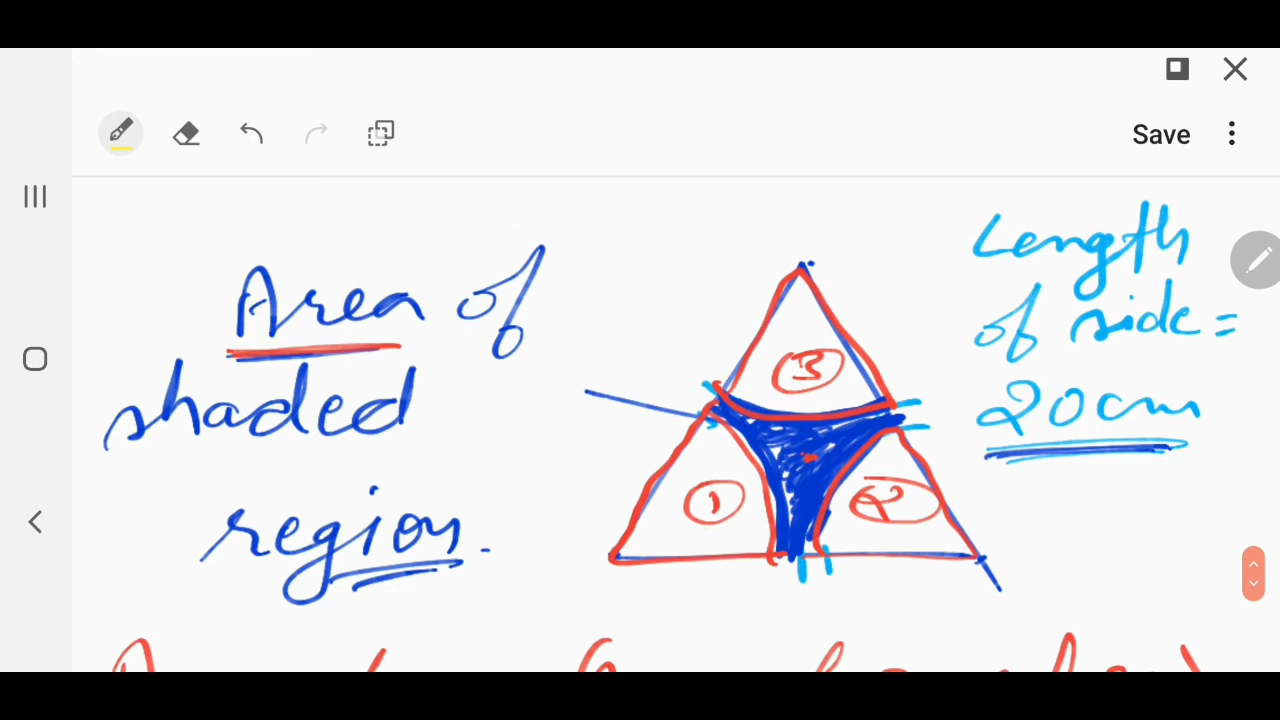 Save
Area of
shaded
region.
Length
of side =
20cm
3
1
2